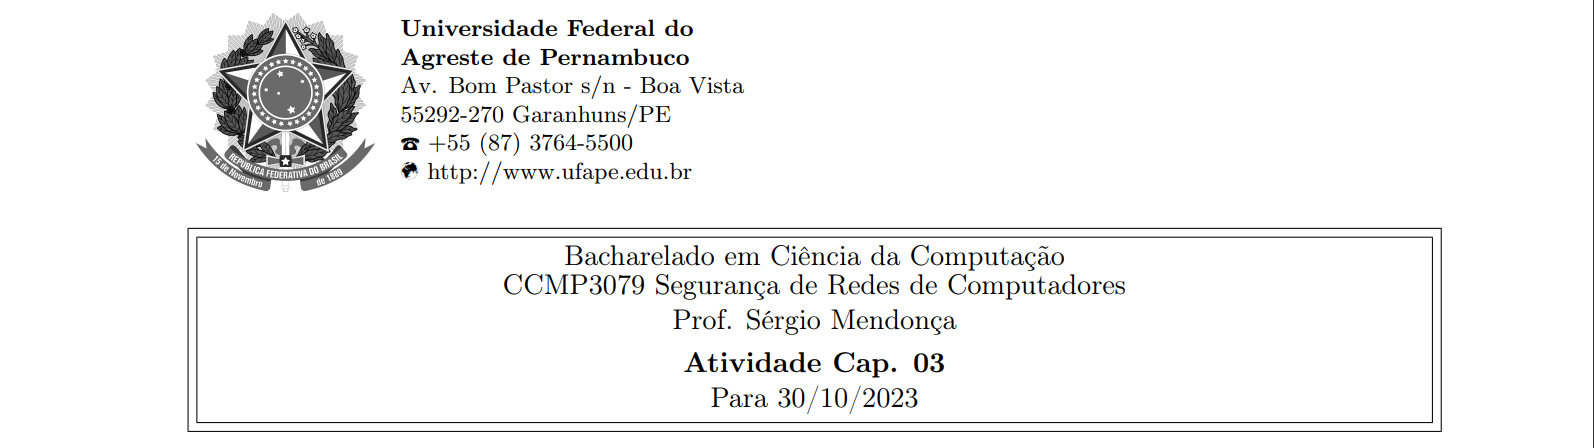 Universidade Federal do
Agreste de Pernambuco
Av. Bom Pastor s/n - Boa Vista
55292-270 Garanhuns/PE
☎ +55 (87) 3764-5500
http://www.ufape.edu.br
REPÚBLICA FEDERATIVA DO BRASIL
15 de Novembro
de 1889
Bacharelado em Ciência da Computação
CCMP3079 Segurança de Redes de Computadores
Prof. Sérgio Mendonça
Atividade Cap. 03
Para 30/10/2023